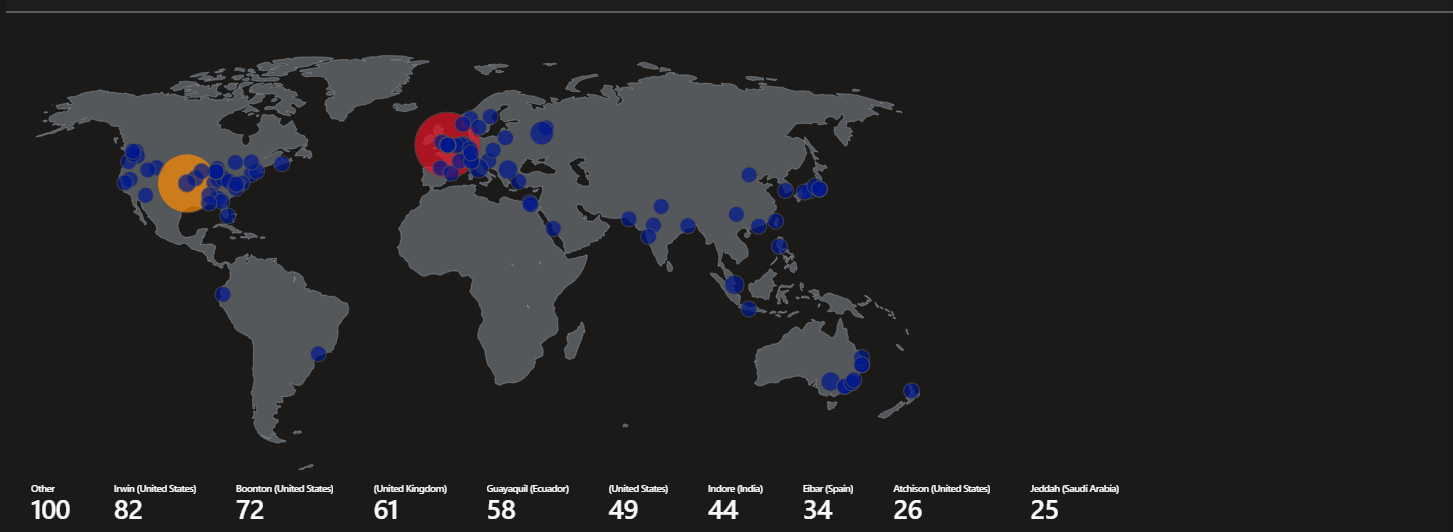 Other Irwin (United States) Boonton (United States) (United Kingdom) Guayaquil (Ecuador) (United States) Indore (India) Eibar (Spain) Atchison (United States) Jeddah (Saudi Arabia)
100 82 72 61 58 49 44 34 26 25